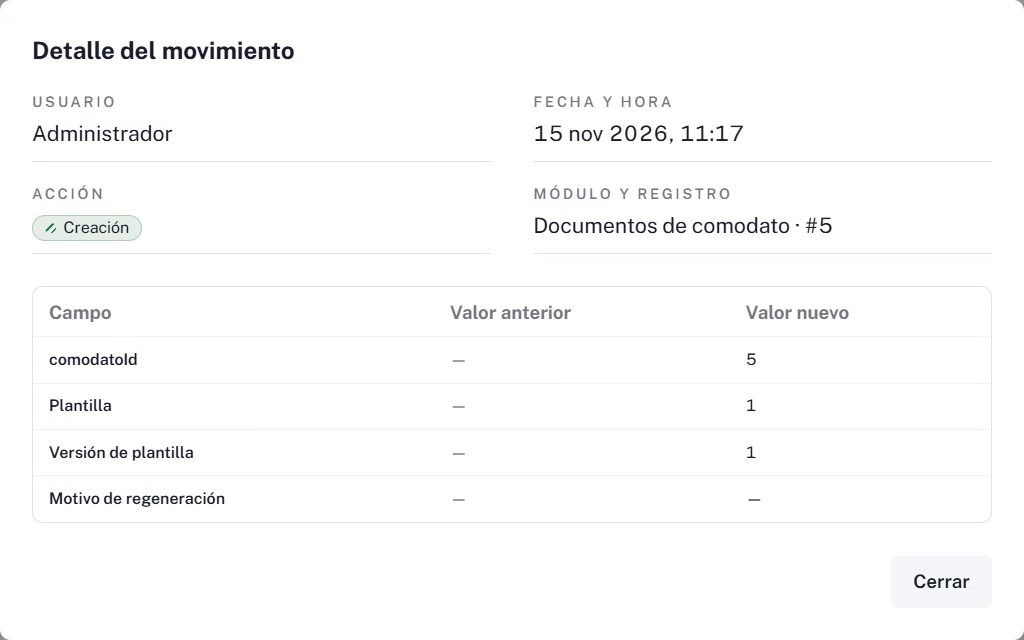 Detalle del movimiento
USUARIO
Administrador
FECHA Y HORA
15 nov 2026, 11:17
ACCIÓN
Creación
MÓDULO Y REGISTRO
Documentos de comodato · #5
Campo Valor anterior Valor nuevo
comodatoId — 5
Plantilla — 1
Versión de plantilla — 1
Motivo de regeneración — —
Cerrar